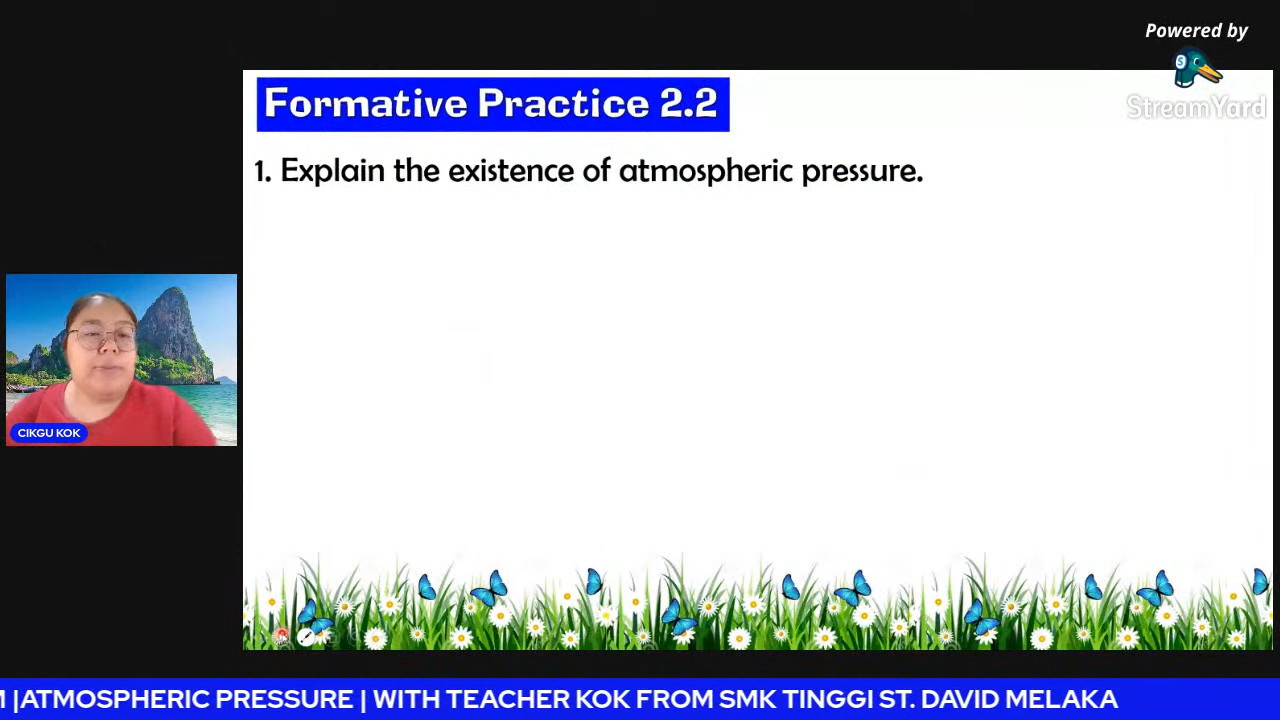 Powered by
StreamYard
Formative Practice 2.2
1. Explain the existence of atmospheric pressure.
CIKGU KOK
|ATMOSPHERIC PRESSURE | WITH TEACHER KOK FROM SMK TINGGI ST. DAVID MELAKA